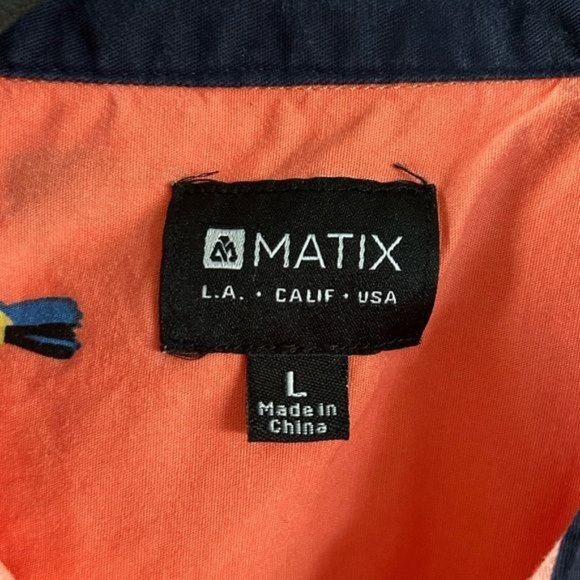 MATIX
L.A. • CALIF • USA
L
Made in
China